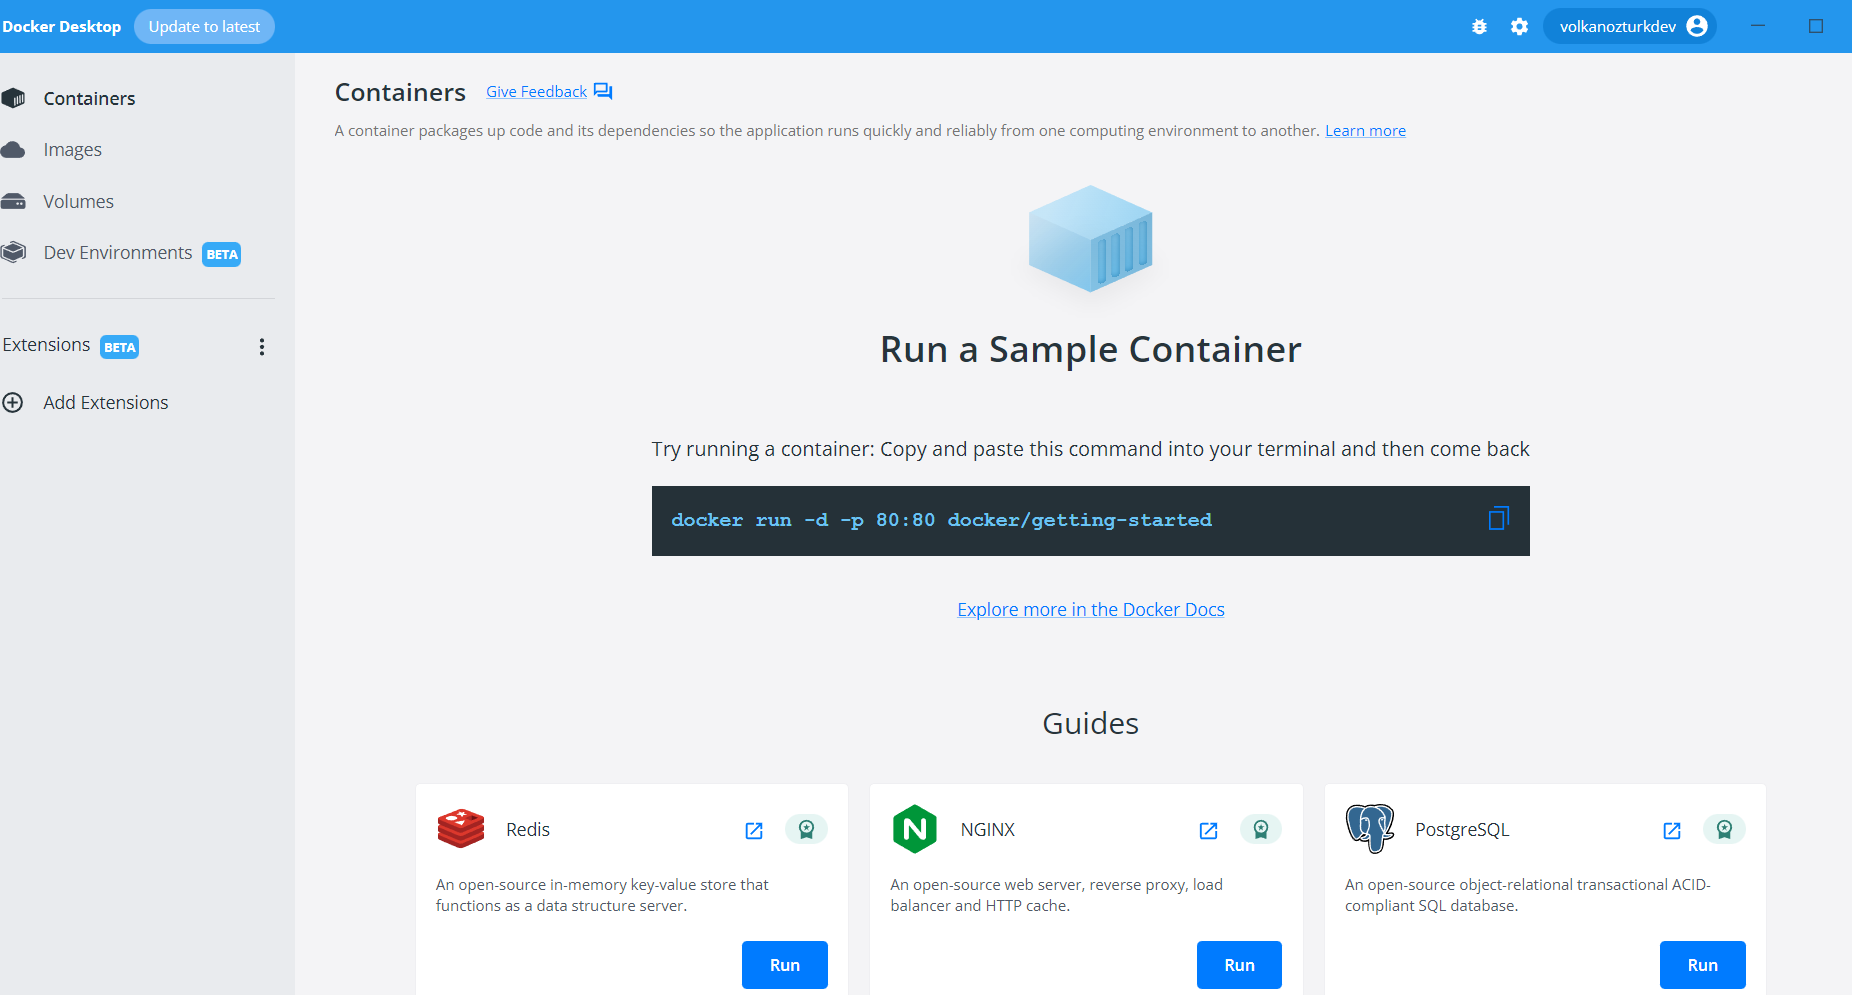 Docker Desktop
Update to latest
volkanozturkdev
Containers
Images
Volumes
Dev Environments BETA
Extensions BETA
Add Extensions
Containers Give Feedback
A container packages up code and its dependencies so the application runs quickly and reliably from one computing environment to another. Learn more
Run a Sample Container
Try running a container: Copy and paste this command into your terminal and then come back
docker run -d -p 80:80 docker/getting-started
Explore more in the Docker Docs
Guides
Redis
An open-source in-memory key-value store that
functions as a data structure server.
Run
NGINX
An open-source web server, reverse proxy, load
balancer and HTTP cache.
Run
PostgreSQL
An open-source object-relational transactional ACID-
compliant SQL database.
Run